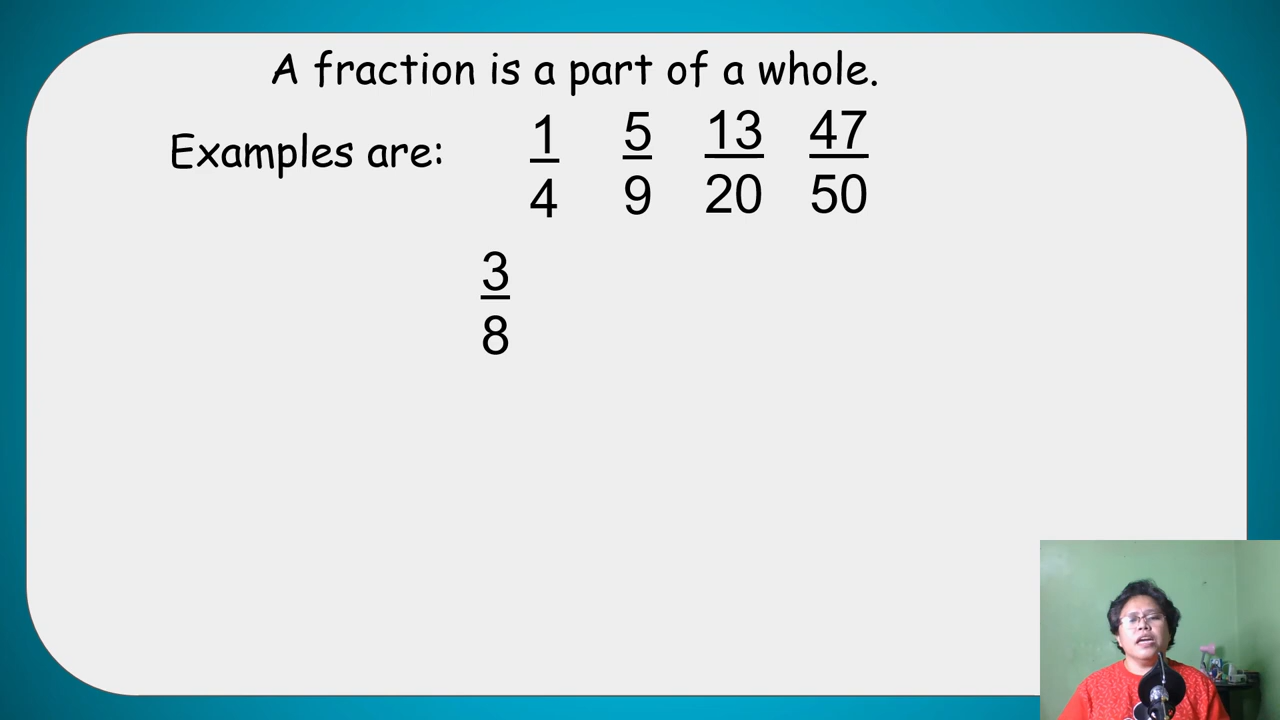 A fraction is a part of a whole.
Examples are: 1/4 5/9 13/20 47/50
3/8